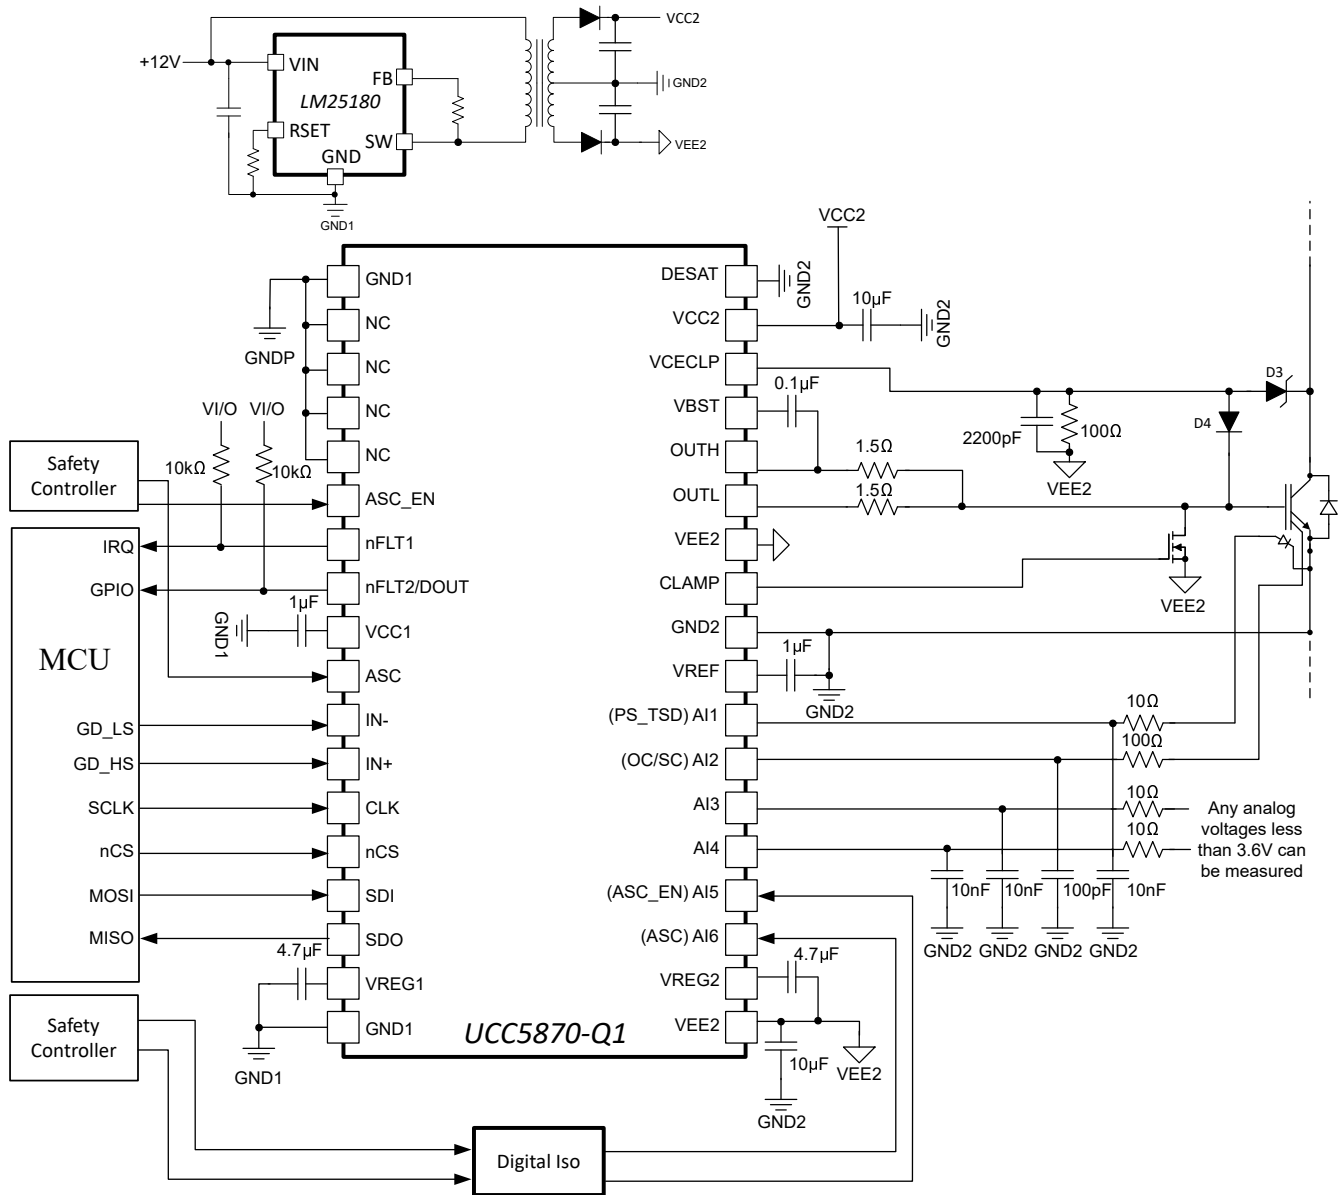 +12V
VIN
FB
LM25180
RSET
SW
GND
GND1
VCC2
GND2
VEE2
VCC2
GND1
NC
NC
NC
NC
ASC_EN
nFLT1
nFLT2/DOUT
VCC1
ASC
IN-
IN+
CLK
nCS
SDI
SDO
VREG1
GND1
DESAT
VCC2
VCECLP
VBST
OUTH
OUTL
VEE2
CLAMP
GND2
VREF
(PS_TSD) AI1
(OC/SC) AI2
AI3
AI4
(ASC_EN) AI5
(ASC) AI6
VREG2
VEE2
UCC5870-Q1
GNDP
VI/O
VI/O
10kΩ
10kΩ
Safety
Controller
IRQ
GPIO
MCU
GD_LS
GD_HS
SCLK
nCS
MOSI
MISO
1µF
GND1
4.7µF
GND1
Safety
Controller
Digital Iso
GND2
10µF
GND2
0.1µF
1.5Ω
1.5Ω
2200pF
100Ω
VEE2
D3
D4
VEE2
1µF
GND2
10Ω
100Ω
10Ω
10Ω
Any analog
voltages less
than 3.6V can
be measured
10nF
10nF
100pF
10nF
GND2
GND2
GND2
GND2
4.7µF
10µF
VEE2
GND2